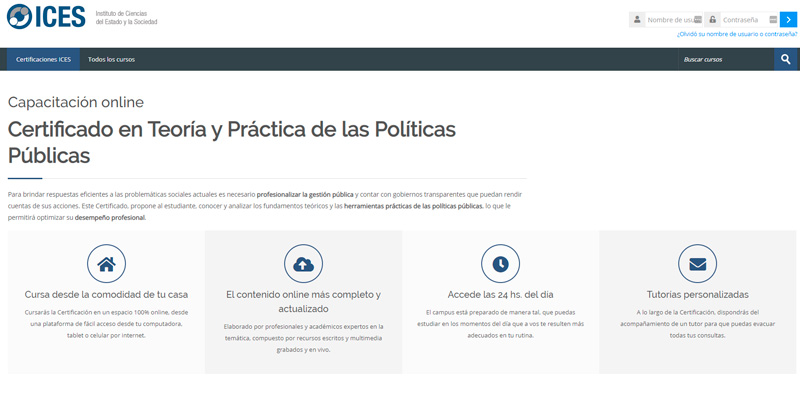 ICES
Instituto de Ciencias
del Estado y la Sociedad
Nombre de usu
Contraseña
¿Olvidó su nombre de usuario o contraseña?
Certificaciones ICES
Todos los cursos
Buscar cursos
Capacitación online
Certificado en Teoría y Práctica de las Políticas
Públicas
Para brindar respuestas eficientes a las problemáticas sociales actuales es necesario profesionalizar la gestión pública y contar con gobiernos transparentes que puedan rendir
cuentas de sus acciones. Este Certificado, propone al estudiante, conocer y analizar los fundamentos teóricos y las herramientas prácticas de las políticas públicas, lo que le
permitirá optimizar su desempeño profesional.
Cursa desde la comodidad de tu casa
Cursarás la Certificación en un espacio 100% online, desde
una plataforma de fácil acceso desde tu computadora,
tablet o celular por internet.
El contenido online más completo y
actualizado
Elaborado por profesionales y académicos expertos en la
temática, compuesto por recursos escritos y multimedia
grabados y en vivo.
Accede las 24 hs. del día
El campus está preparado de manera tal, que puedas
estudiar en los momentos del día que a vos te resulten más
adecuados en tu rutina.
Tutorías personalizadas
A lo largo de la Certificación, dispondrás del
acompañamiento de un tutor para que puedas evacuar
todas tus consultas.